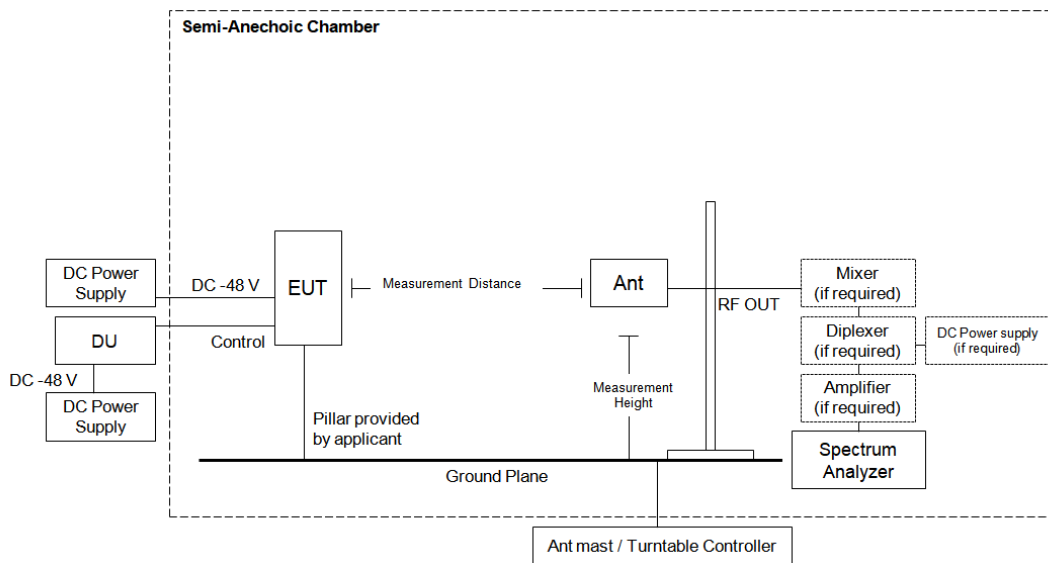 Semi-Anechoic Chamber
DC Power
Supply
DC -48 V
EUT
Measurement Distance
Ant
RF OUT
Mixer
(if required)
DU
Control
Diplexer
(if required)
DC Power supply
(if required)
DC -48 V
DC Power
Supply
Pillar provided
by applicant
Measurement
Height
Amplifier
(if required)
Spectrum
Analyzer
Ground Plane
Ant mast / Turntable Controller